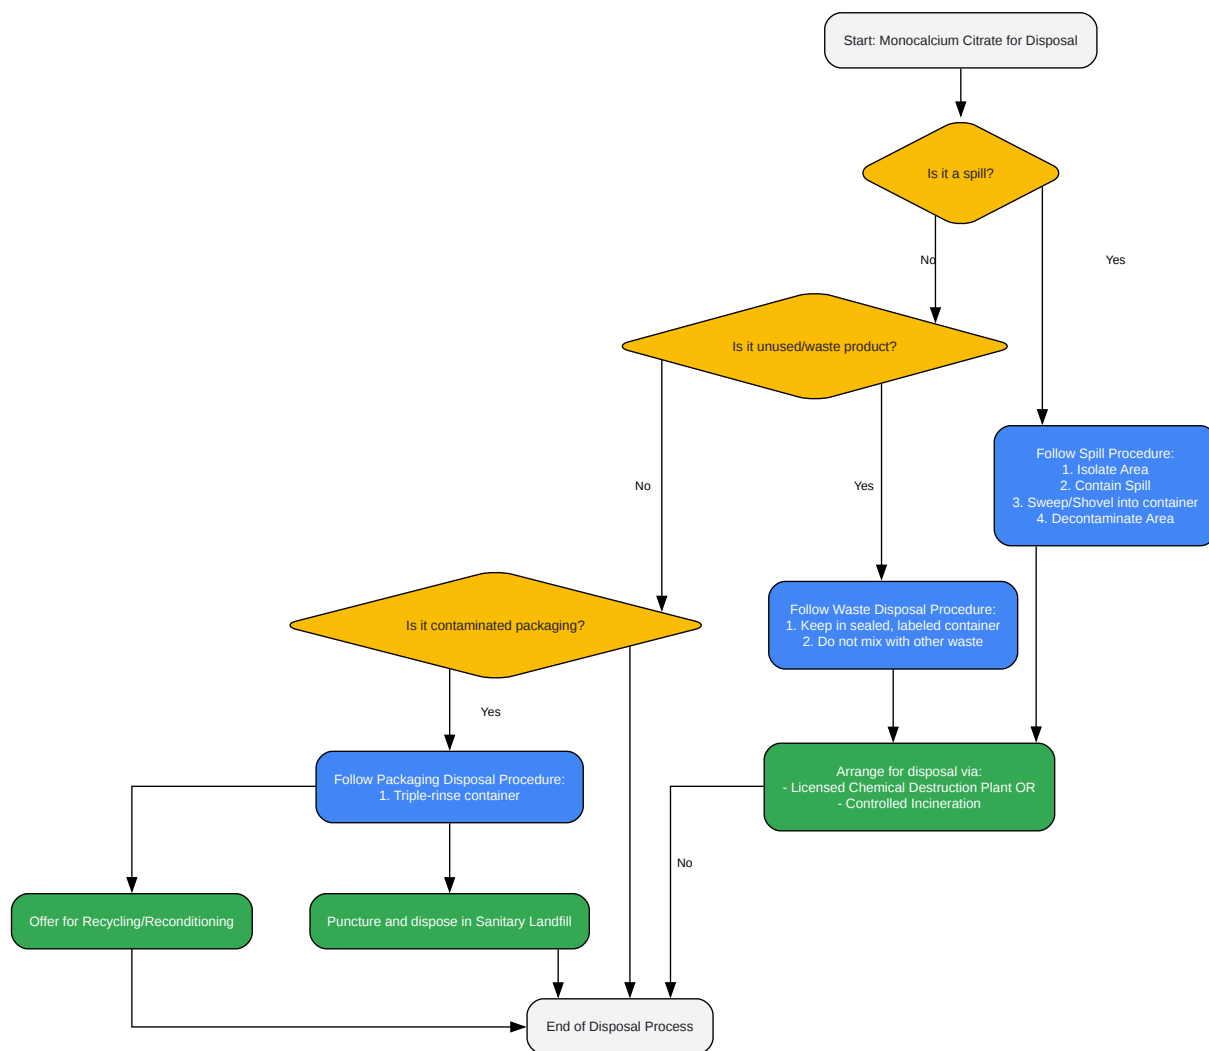 Start: Monocalcium Citrate for Disposal
Is it a spill?
No
Yes
Is it unused/waste product?
Follow Spill Procedure:
1. Isolate Area
2. Contain Spill
3. Sweep/Shovel into container
4. Decontaminate Area
No
Yes
Follow Waste Disposal Procedure:
1. Keep in sealed, labeled container
2. Do not mix with other waste
Is it contaminated packaging?
Yes
Follow Packaging Disposal Procedure:
1. Triple-rinse container
Arrange for disposal via:
- Licensed Chemical Destruction Plant OR
- Controlled Incineration
No
Offer for Recycling/Reconditioning
Puncture and dispose in Sanitary Landfill
End of Disposal Process